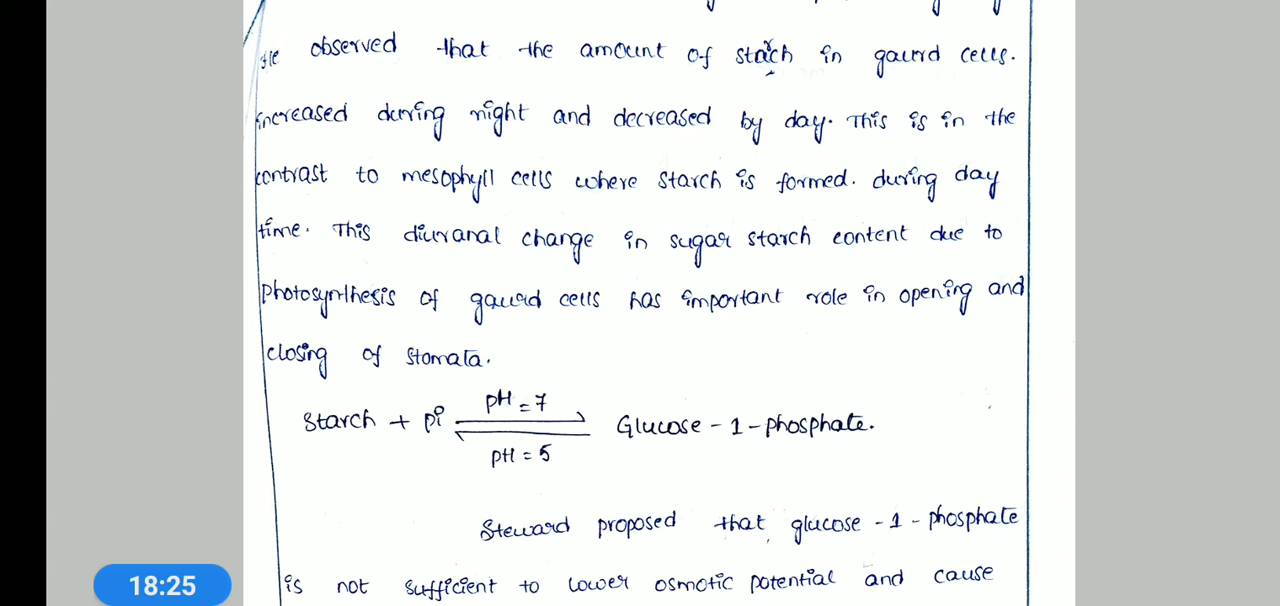 He observed that the amount of starch in gaurd cells.
increased during night and decreased by day. This is in the
contrast to mesophyll cells where starch is formed. during day
time. This diuranal change in sugar starch content due to
photosynthesis of gaurd cells has important role in opening and
closing of stomata.
Starch + pi pH = 7 Glucose - 1 - phosphate.
pH = 5
Steward proposed that glucose - 1 - phosphate
is not sufficient to lower osmotic potential and cause
18:25